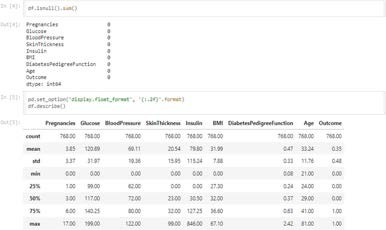 In [4]: df.isnull().sum()
Out[4]: Pregnancies 0
Glucose 0
BloodPressure 0
SkinThickness 0
Insulin 0
BMI 0
DiabetesPedigreeFunction 0
Age 0
Outcome 0
dtype: int64
In [5]: pd.set_option('display.float_format', '{:.2f}'.format)
df.describe()
Out[5]:
Pregnancies Glucose BloodPressure SkinThickness Insulin BMI DiabetesPedigreeFunction Age Outcome
count 768.00 768.00 768.00 768.00 768.00 768.00 768.00 768.00 768.00
mean 3.85 120.89 69.11 20.54 79.80 31.99 0.47 33.24 0.35
std 3.37 31.97 19.36 15.95 115.24 7.88 0.33 11.76 0.48
min 0.00 0.00 0.00 0.00 0.00 0.00 0.08 21.00 0.00
25% 1.00 99.00 62.00 0.00 0.00 27.30 0.24 24.00 0.00
50% 3.00 117.00 72.00 23.00 30.50 32.00 0.37 29.00 0.00
75% 6.00 140.25 80.00 32.00 127.25 36.60 0.63 41.00 1.00
max 17.00 199.00 122.00 99.00 846.00 67.10 2.42 81.00 1.00